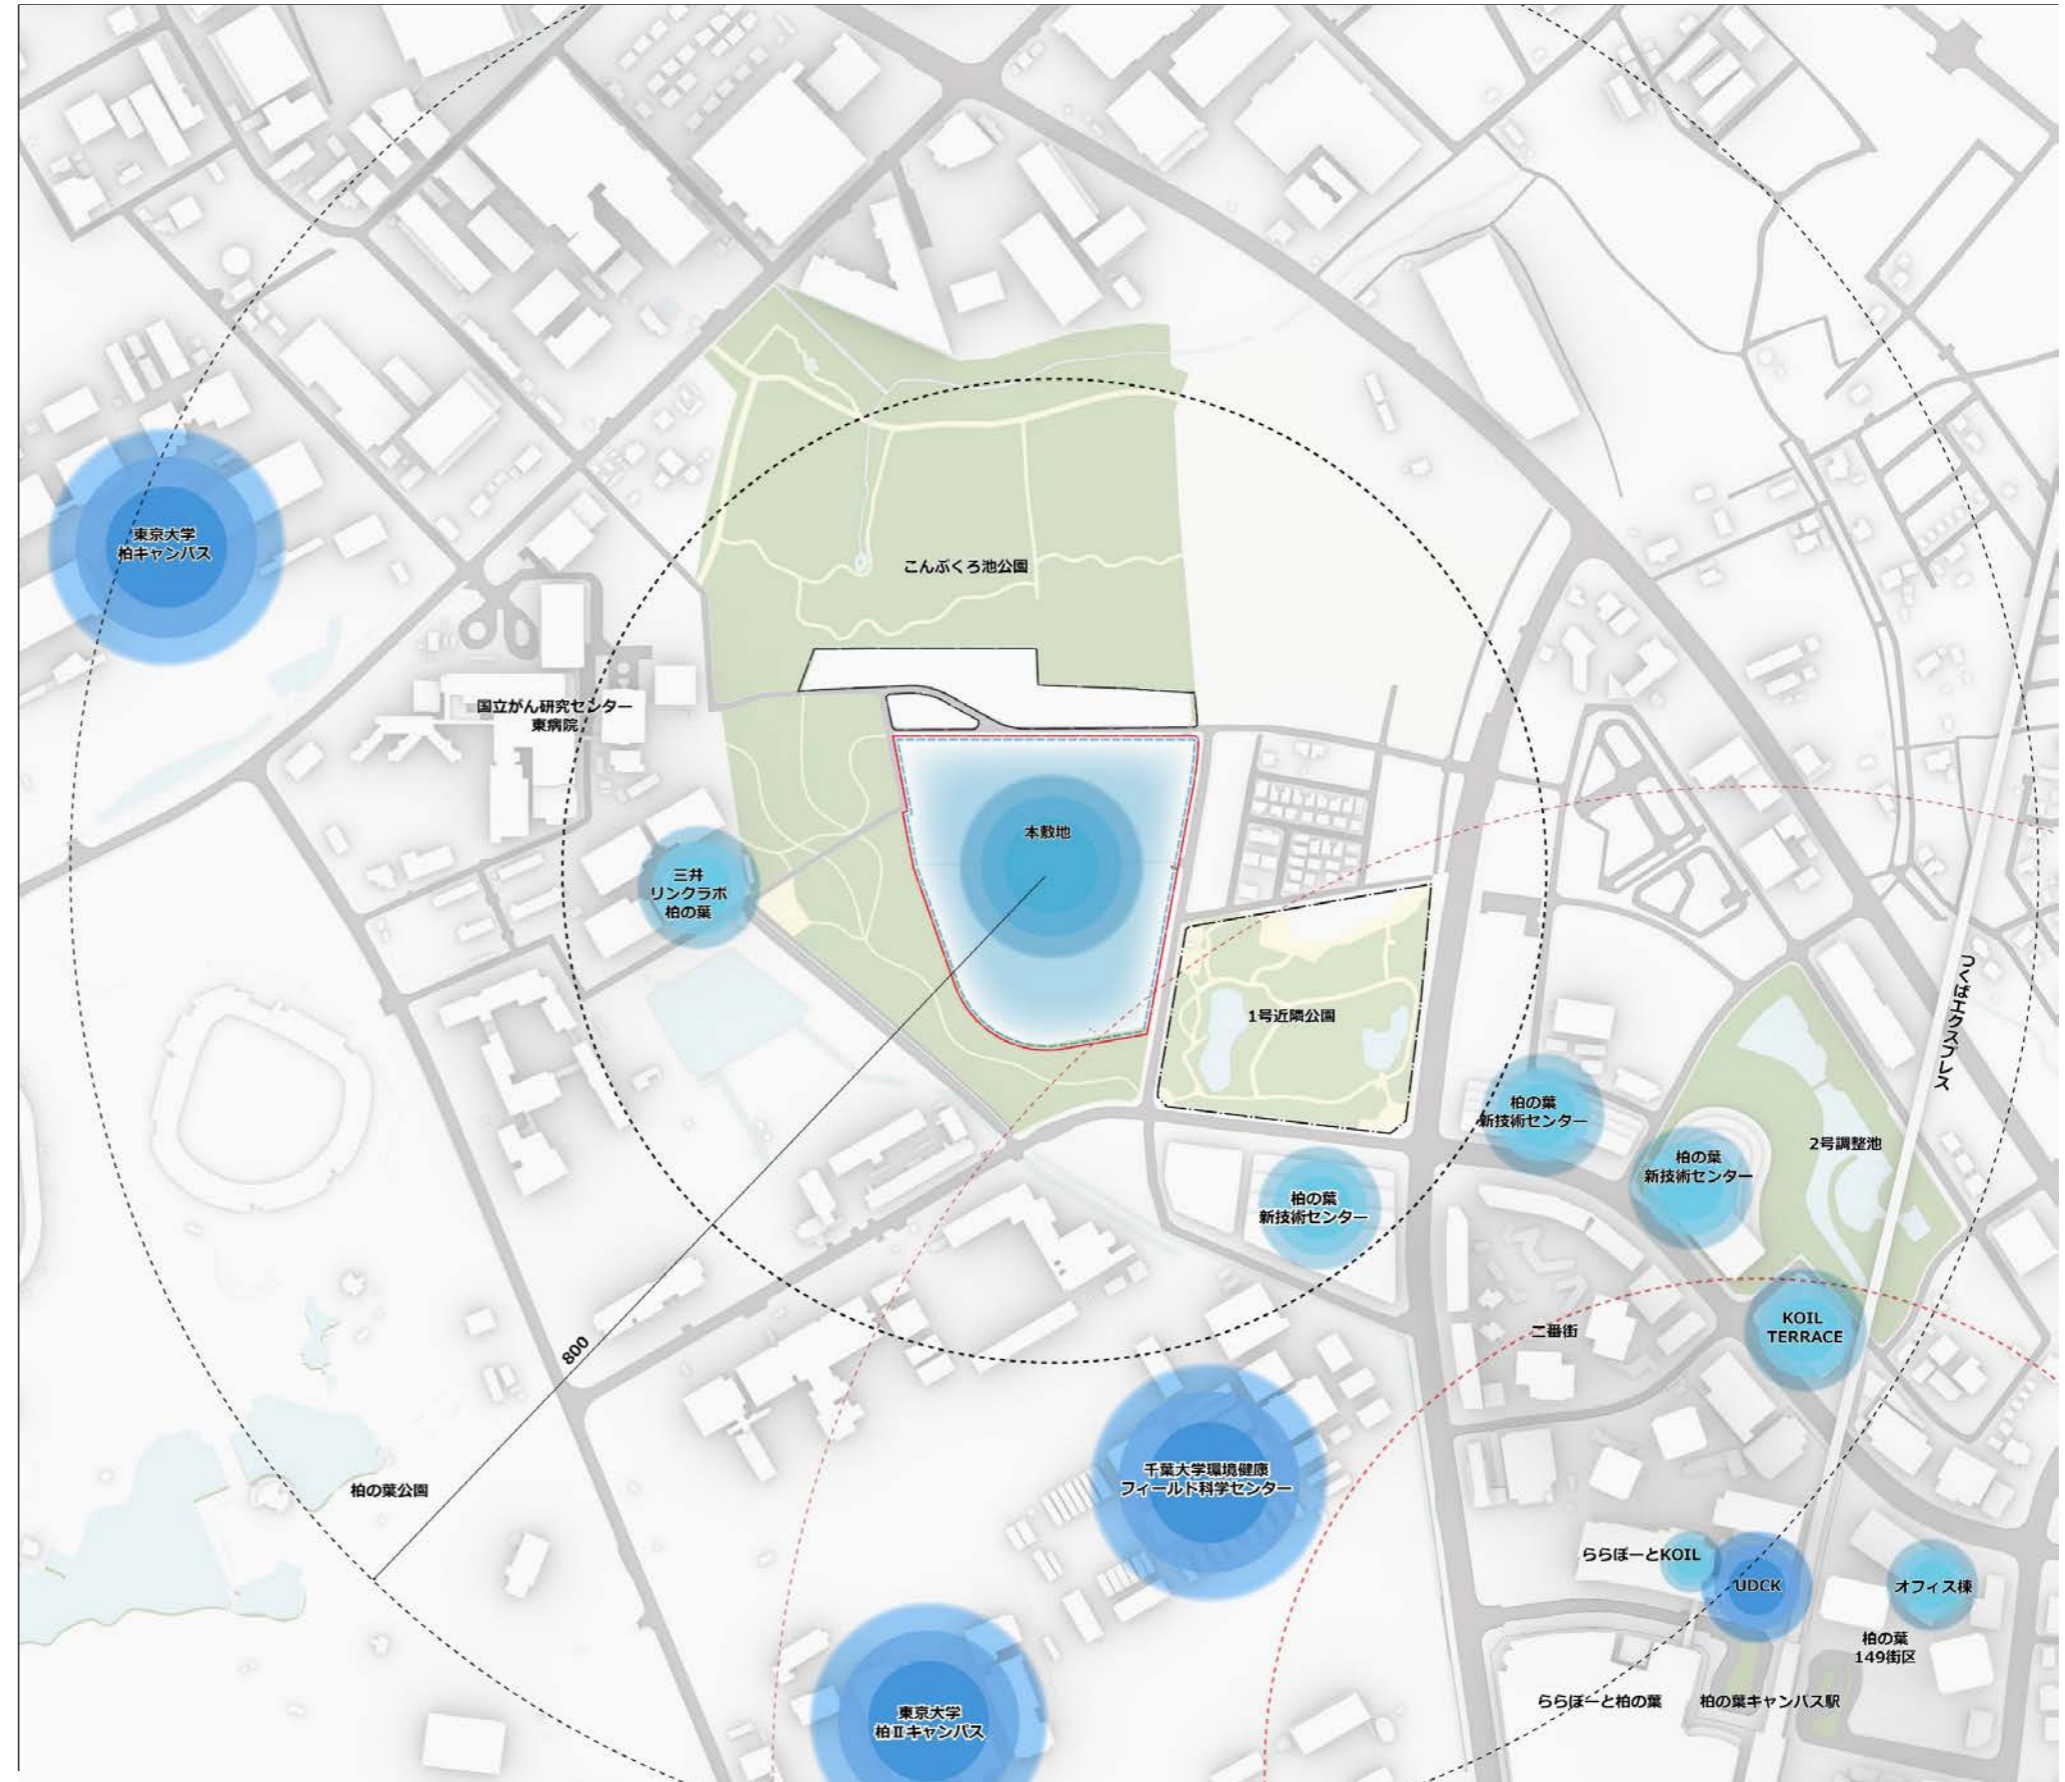 東京大学
柏キャンパス
こんぶくろ池公園
国立がん研究センター
東病院
本敷地
三井
リンクラボ
柏の葉
1号近隣公園
つくばエクスプレス
柏の葉
新技術センター
2号調整池
柏の葉
新技術センター
柏の葉
新技術センター
KOIL
TERRACE
二番街
800
千葉大学環境健康
フィールド科学センター
柏の葉公園
ららぽーとKOIL
UDCK
オフィス棟
柏の葉
149街区
ららぽーと柏の葉
柏の葉キャンパス駅
東京大学
柏Ⅱキャンパス